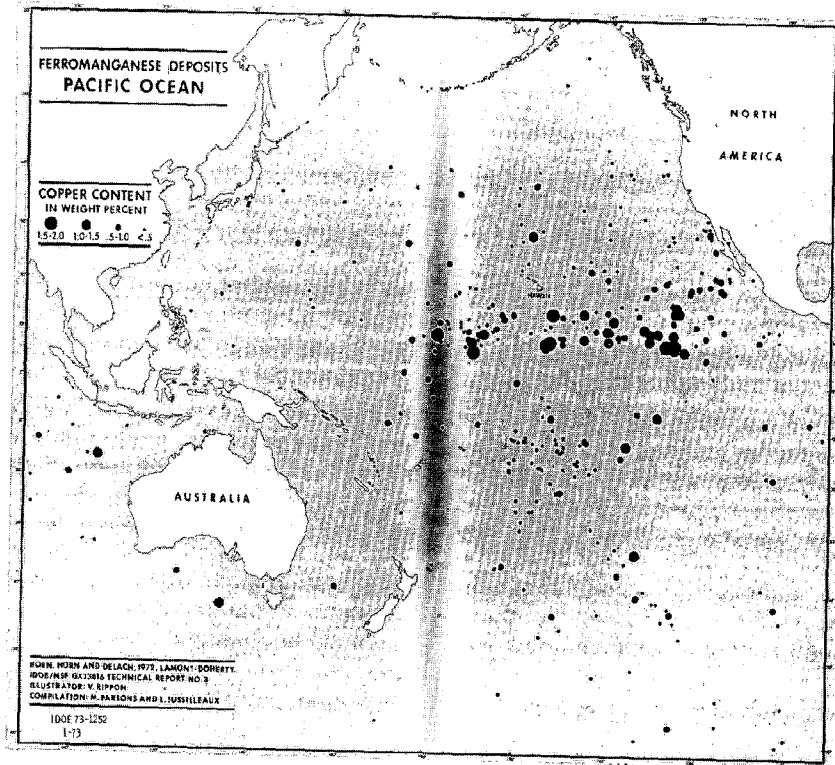 FERROMANGANESE DEPOSITS
PACIFIC OCEAN
COPPER CONTENT
IN WEIGHT PERCENT
1.5-2.0 1.0-1.5 .5-1.0 <.5
NORTH
AMERICA
HAWAII
AUSTRALIA
HORN, HORN AND DELACH, 1972, LAMONT-DOHERTY
IDOE/NSF GX33616 TECHNICAL REPORT NO. 3
ILLUSTRATOR: V. RIPPON
COMPILATION: M. PARSONS AND L. JUSSILLEAUX
IDOE 73-1252
1-73